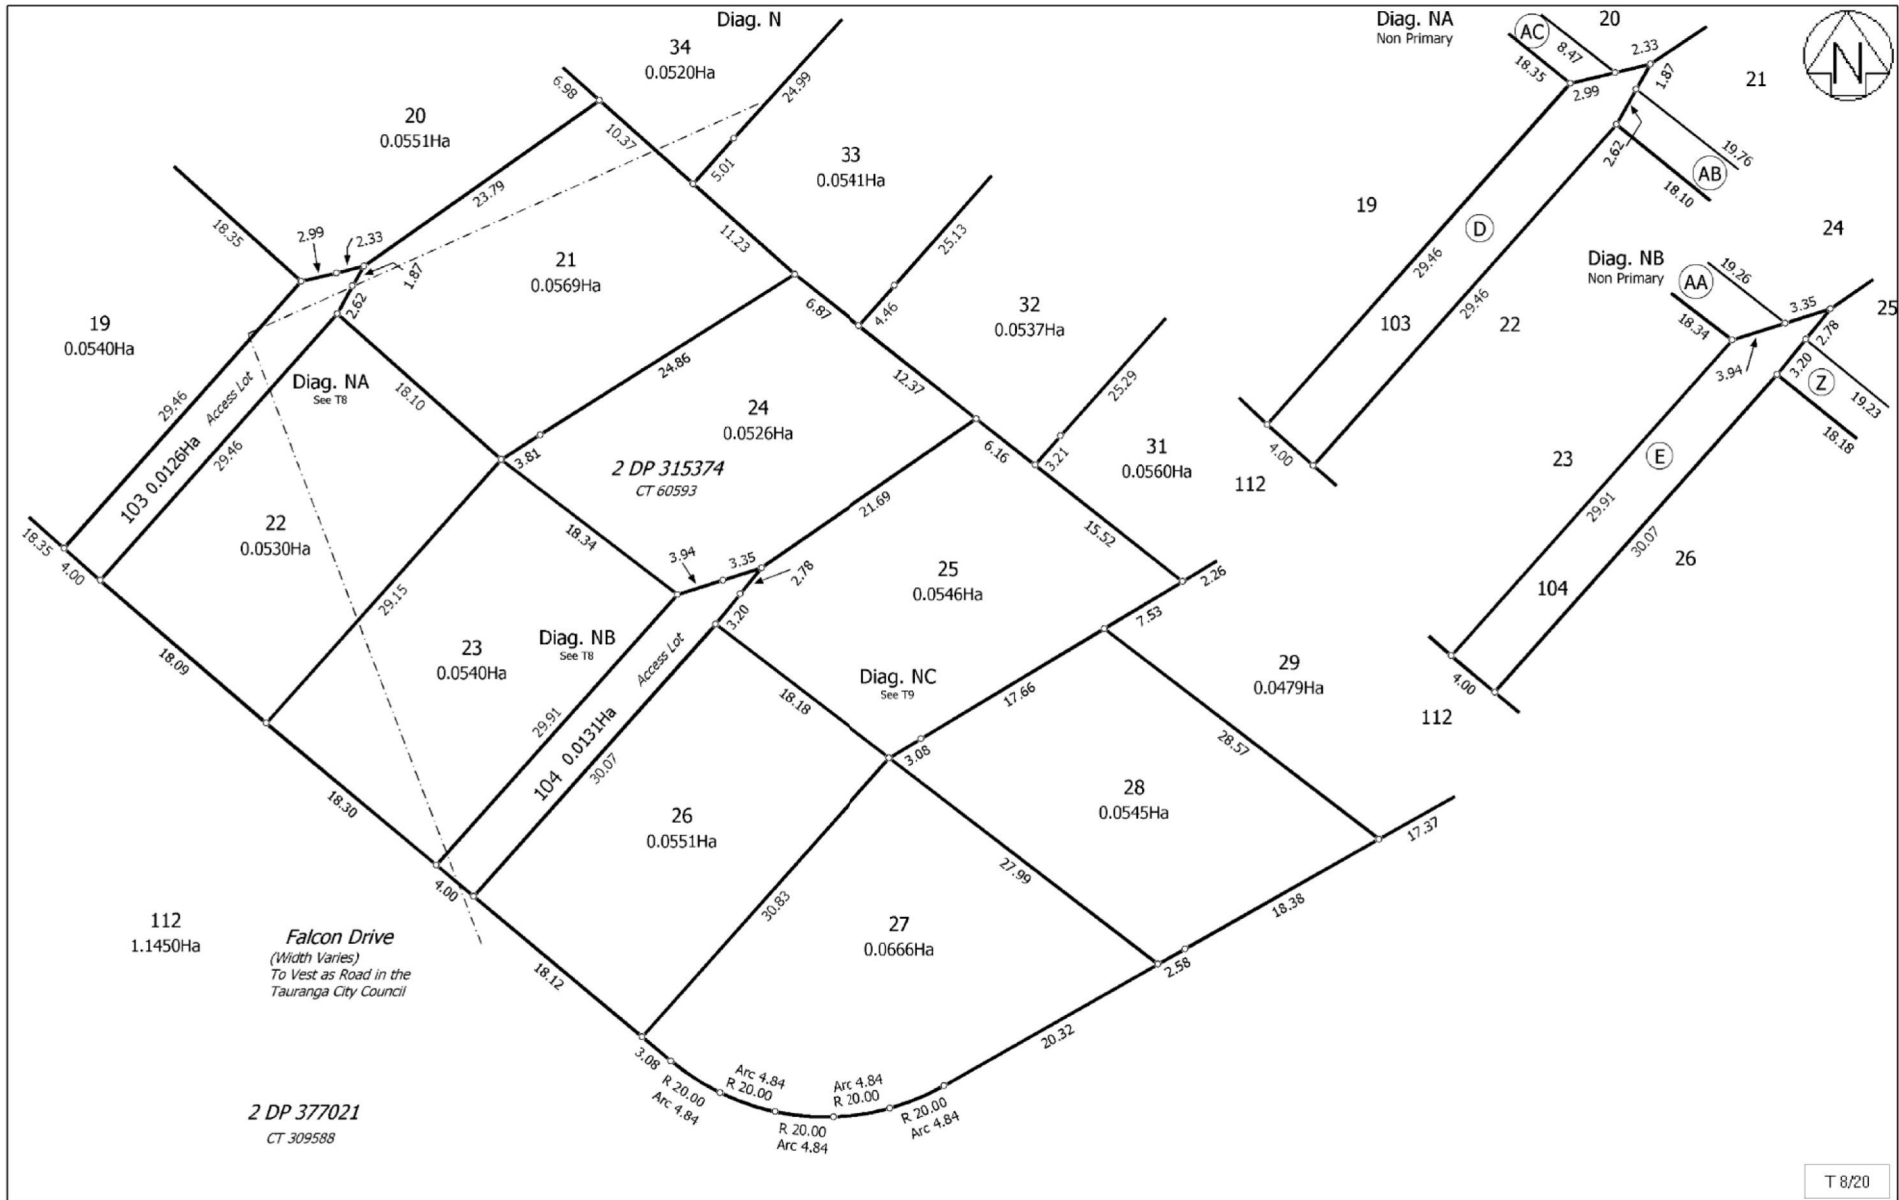 Diag. N
34
0.0520Ha
6.98
24.99
20
0.0551Ha
10.37
5.01
33
0.0541Ha
23.79
18.35
2.99
2.33
1.87
2.62
11.23
25.13
21
0.0569Ha
6.87
4.46
32
0.0537Ha
19
0.0540Ha
Diag. NA
See T8
18.10
24.86
12.37
25.29
29.46
Access Lot
103 0.0126Ha
29.46
24
0.0526Ha
3.81
2 DP 315374
CT 60593
6.16
3.21
31
0.0560Ha
22
0.0530Ha
18.35
4.00
18.34
21.69
15.52
3.94
3.35
2.78
3.20
25
0.0546Ha
2.26
7.53
29.15
23
0.0540Ha
Diag. NB
See T8
Access Lot
104 0.0131Ha
18.09
29.91
30.07
18.18
Diag. NC
See T9
17.66
3.08
29
0.0479Ha
28.57
18.30
26
0.0551Ha
28
0.0545Ha
17.37
4.00
30.83
27.99
18.38
112
1.1450Ha
Falcon Drive
(Width Varies)
To Vest as Road in the
Tauranga City Council
18.12
27
0.0666Ha
2.58
20.32
3.08
R 20.00
Arc 4.84
Arc 4.84
R 20.00
R 20.00
Arc 4.84
Arc 4.84
R 20.00
R 20.00
Arc 4.84
2 DP 377021
CT 309588
Diag. NA
Non Primary
AC
20
8.47
18.35
2.33
2.99
1.87
21
2.62
19.76
AB
18.10
19
D
29.46
29.46
103
22
4.00
112
24
Diag. NB
Non Primary
19.26
AA
3.35
25
18.34
2.78
3.94
3.20
Z
19.23
18.18
23
E
29.91
30.07
104
26
4.00
112
N
T 8/20